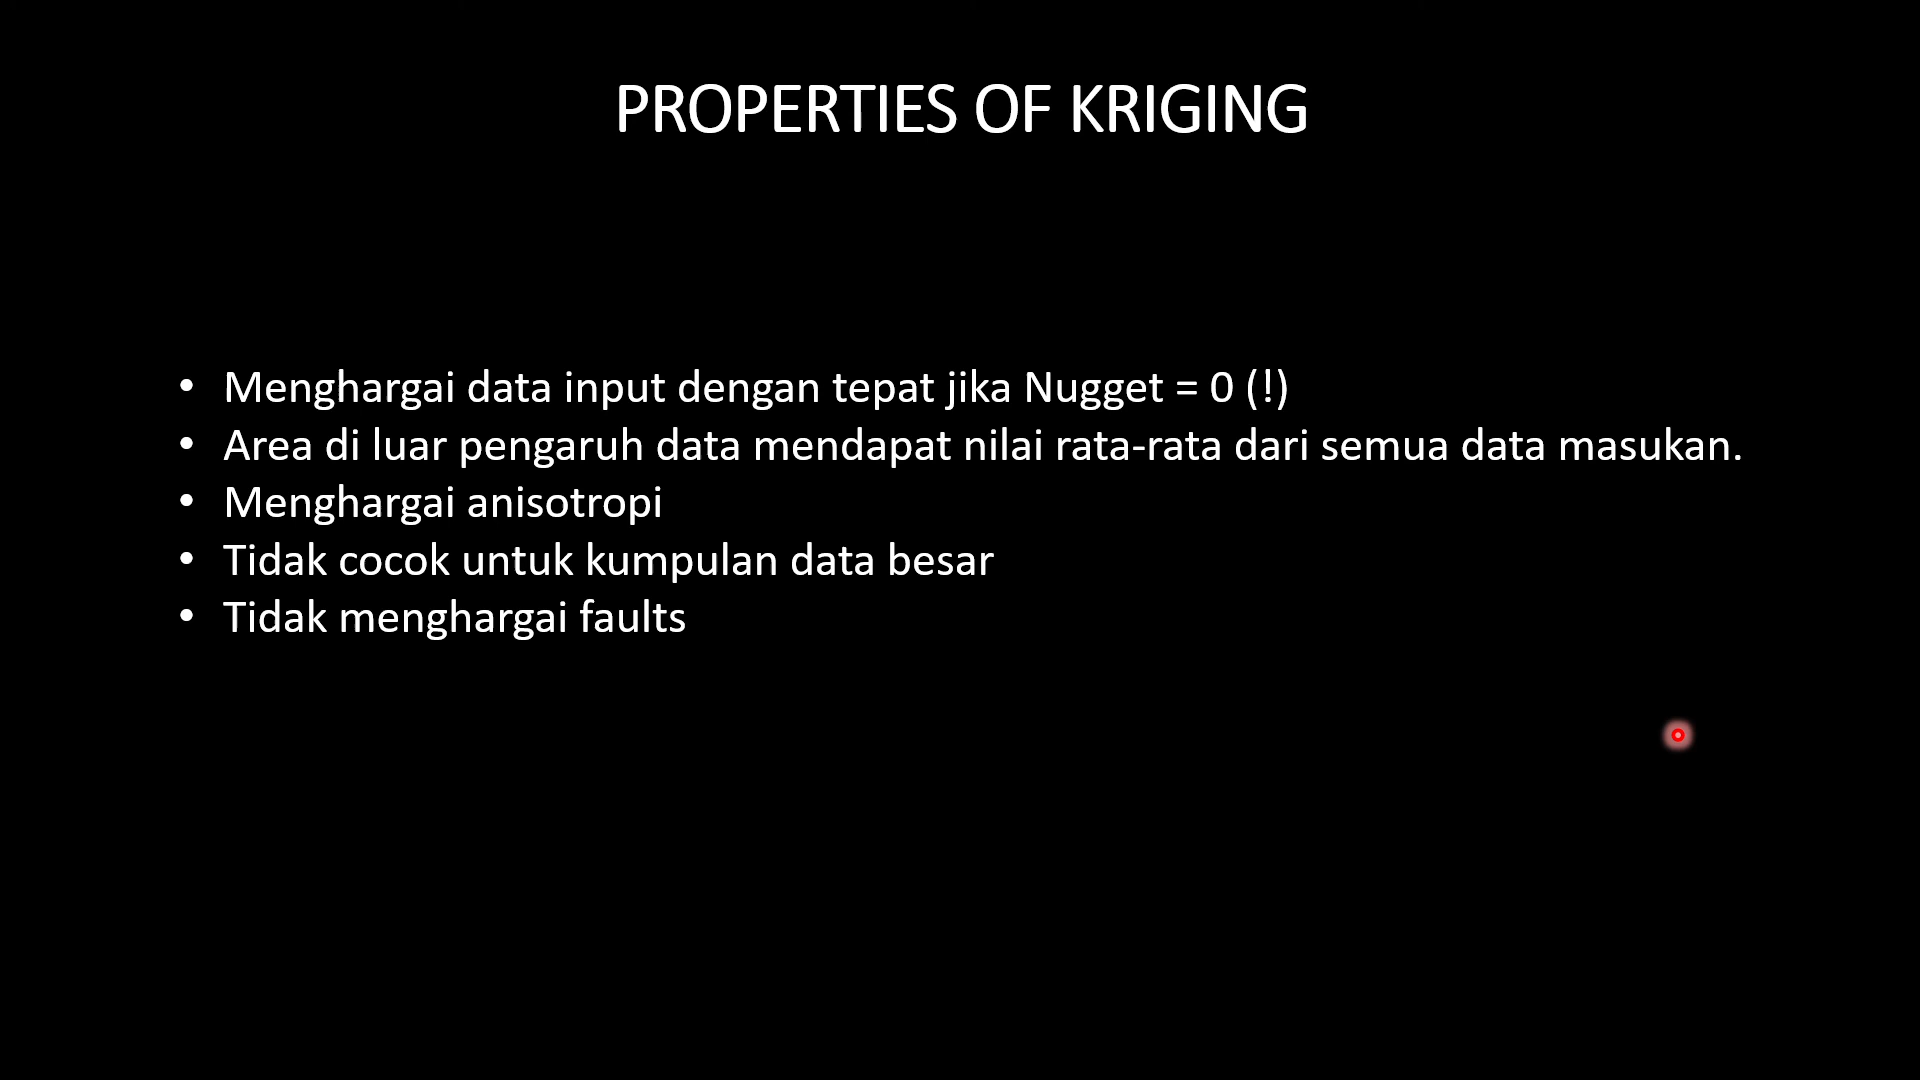 PROPERTIES OF KRIGING
• Menghargai data input dengan tepat jika Nugget = 0 (!)
• Area di luar pengaruh data mendapat nilai rata-rata dari semua data masukan.
• Menghargai anisotropi
• Tidak cocok untuk kumpulan data besar
• Tidak menghargai faults